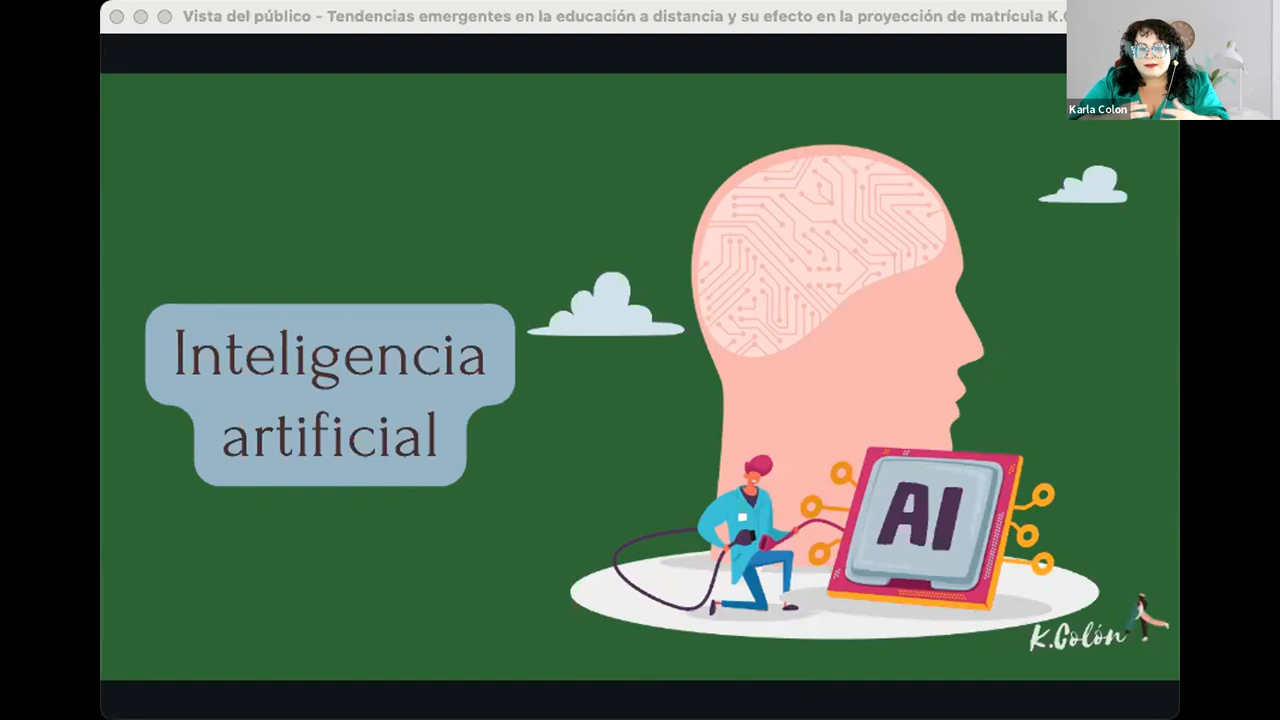 Vista del público - Tendencias emergentes en la educación a distancia y su efecto en la proyección de matrícula K.
Karla Colon
Inteligencia
artificial
AI
K.Colón